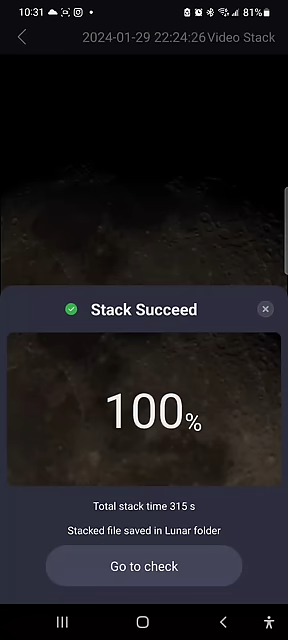 10:31 81%
2024-01-29 22:24:26 Video Stack
Stack Succeed
100%
Total stack time 315 s
Stacked file saved in Lunar folder
Go to check